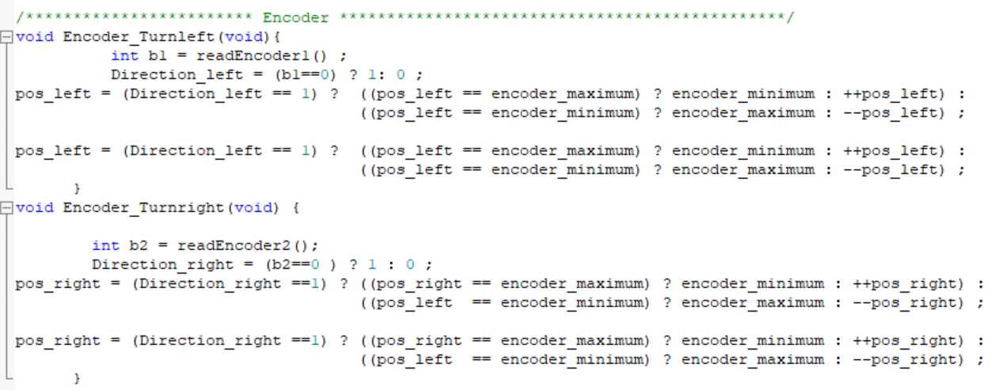 /************************ Encoder ***********************************************/
void Encoder_Turnleft(void){
int b1 = readEncoder1() ;
Direction_left = (b1==0) ? 1: 0 ;
pos_left = (Direction_left == 1) ?  ((pos_left == encoder_maximum) ? encoder_minimum : ++pos_left) :
((pos_left == encoder_minimum) ? encoder_maximum : --pos_left) ;
pos_left = (Direction_left == 1) ?  ((pos_left == encoder_maximum) ? encoder_minimum : ++pos_left) :
((pos_left == encoder_minimum) ? encoder_maximum : --pos_left) ;
}
void Encoder_Turnright(void) {
int b2 = readEncoder2();
Direction_right = (b2==0 ) ? 1 : 0 ;
pos_right = (Direction_right ==1) ? ((pos_right == encoder_maximum) ? encoder_minimum : ++pos_right) :
((pos_left  == encoder_minimum) ? encoder_maximum : --pos_right) ;
pos_right = (Direction_right ==1) ? ((pos_right == encoder_maximum) ? encoder_minimum : ++pos_right) :
((pos_left  == encoder_minimum) ? encoder_maximum : --pos_right) ;
}